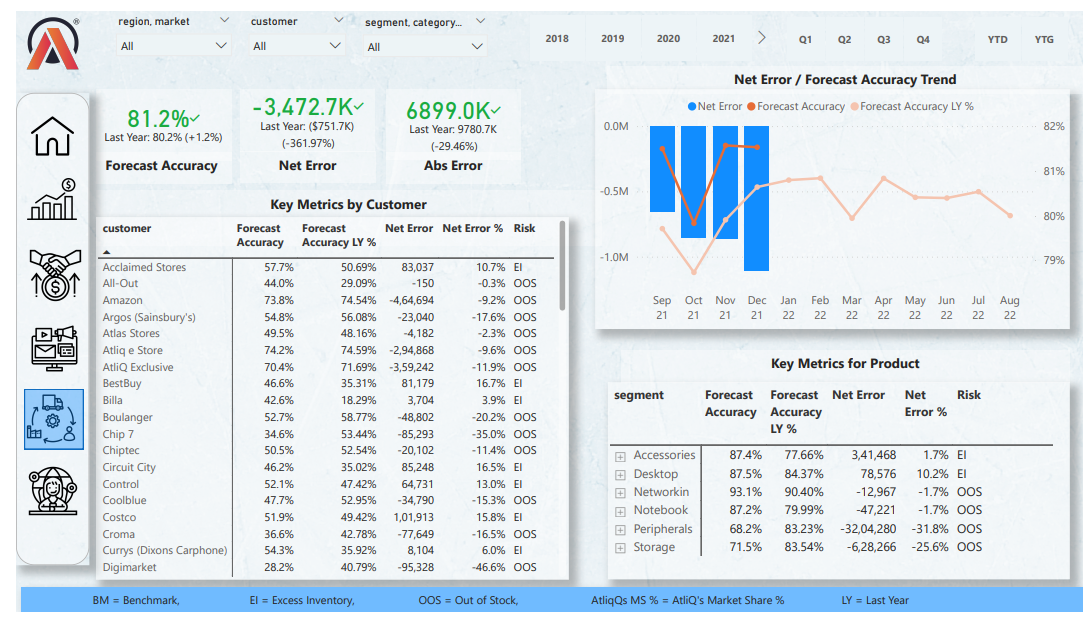 region, market
customer
segment, category...
All
All
All
2018 2019 2020 2021 Q1 Q2 Q3 Q4 YTD YTG
81.2%
Last Year: 80.2% (+1.2%)
Forecast Accuracy
-3,472.7K
Last Year: ($751.7K)
(-361.97%)
Net Error
6899.0K
Last Year: 9780.7K
(-29.46%)
Abs Error
Key Metrics by Customer
customer Forecast Accuracy Forecast Accuracy LY % Net Error Net Error % Risk
Acclaimed Stores 57.7% 50.69% 83,037 10.7% EI
All-Out 44.0% 29.09% -150 -0.3% OOS
Amazon 73.8% 74.54% -4,64,694 -9.2% OOS
Argos (Sainsbury's) 54.8% 56.08% -23,040 -17.6% OOS
Atlas Stores 49.5% 48.16% -4,182 -2.3% OOS
Atliq e Store 74.2% 74.59% -2,94,868 -9.6% OOS
AtliQ Exclusive 70.4% 71.69% -3,59,242 -11.9% OOS
BestBuy 46.6% 35.31% 81,179 16.7% EI
Billa 42.6% 18.29% 3,704 3.9% EI
Boulanger 52.7% 58.77% -48,802 -20.2% OOS
Chip 7 34.6% 53.44% -85,293 -35.0% OOS
Chiptec 50.5% 52.54% -20,102 -11.4% OOS
Circuit City 46.2% 35.02% 85,248 16.5% EI
Control 52.1% 47.42% 64,731 13.0% EI
Coolblue 47.7% 52.95% -34,790 -15.3% OOS
Costco 51.9% 49.42% 1,01,913 15.8% EI
Croma 36.6% 42.78% -77,649 -16.5% OOS
Currys (Dixons Carphone) 54.3% 35.92% 8,104 6.0% EI
Digimarket 28.2% 40.79% -95,328 -46.6% OOS
Net Error / Forecast Accuracy Trend
Net Error Forecast Accuracy Forecast Accuracy LY %
0.0M
-0.5M
-1.0M
82%
81%
80%
79%
Sep Oct Nov Dec Jan Feb Mar Apr May Jun Jul Aug
21 21 21 21 22 22 22 22 22 22 22 22
Key Metrics for Product
segment Forecast Accuracy Forecast Accuracy LY % Net Error Net Error % Risk
Accessories 87.4% 77.66% 3,41,468 1.7% EI
Desktop 87.5% 84.37% 78,576 10.2% EI
Networkin 93.1% 90.40% -12,967 -1.7% OOS
Notebook 87.2% 79.99% -47,221 -1.7% OOS
Peripherals 68.2% 83.23% -32,04,280 -31.8% OOS
Storage 71.5% 83.54% -6,28,266 -25.6% OOS
BM = Benchmark, EI = Excess Inventory, OOS = Out of Stock, AtliqQs MS % = AtliQ's Market Share % LY = Last Year